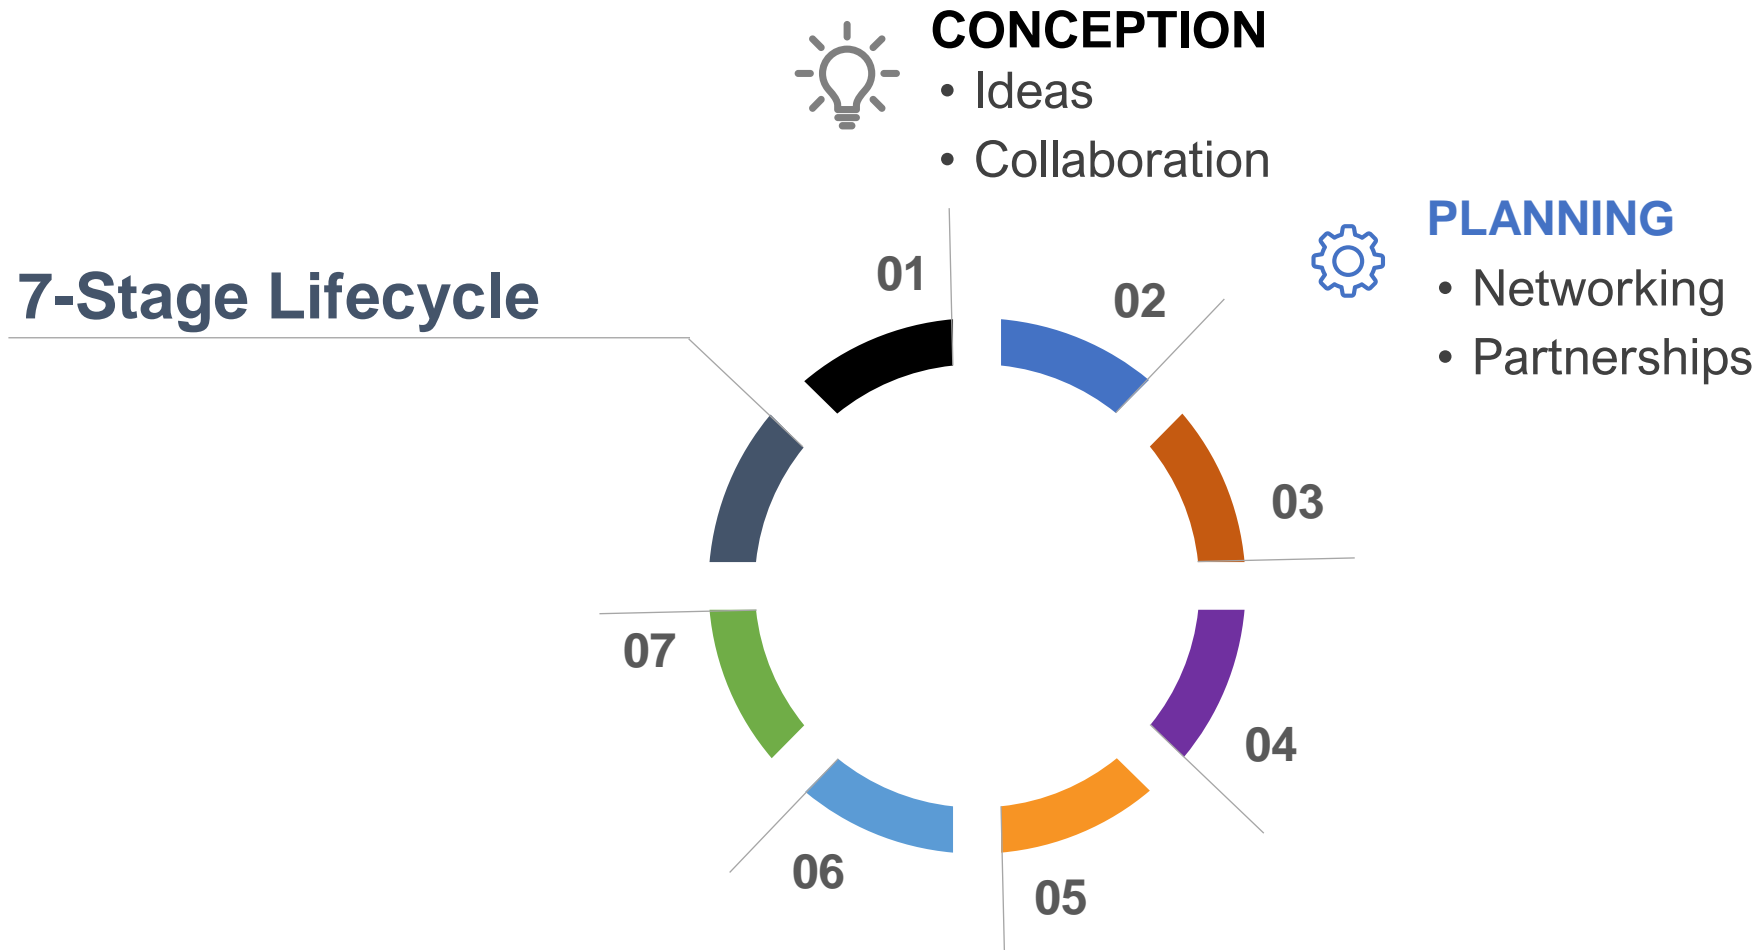 CONCEPTION
• Ideas
• Collaboration
PLANNING
• Networking
• Partnerships
7-Stage Lifecycle
01
02
03
04
05
06
07